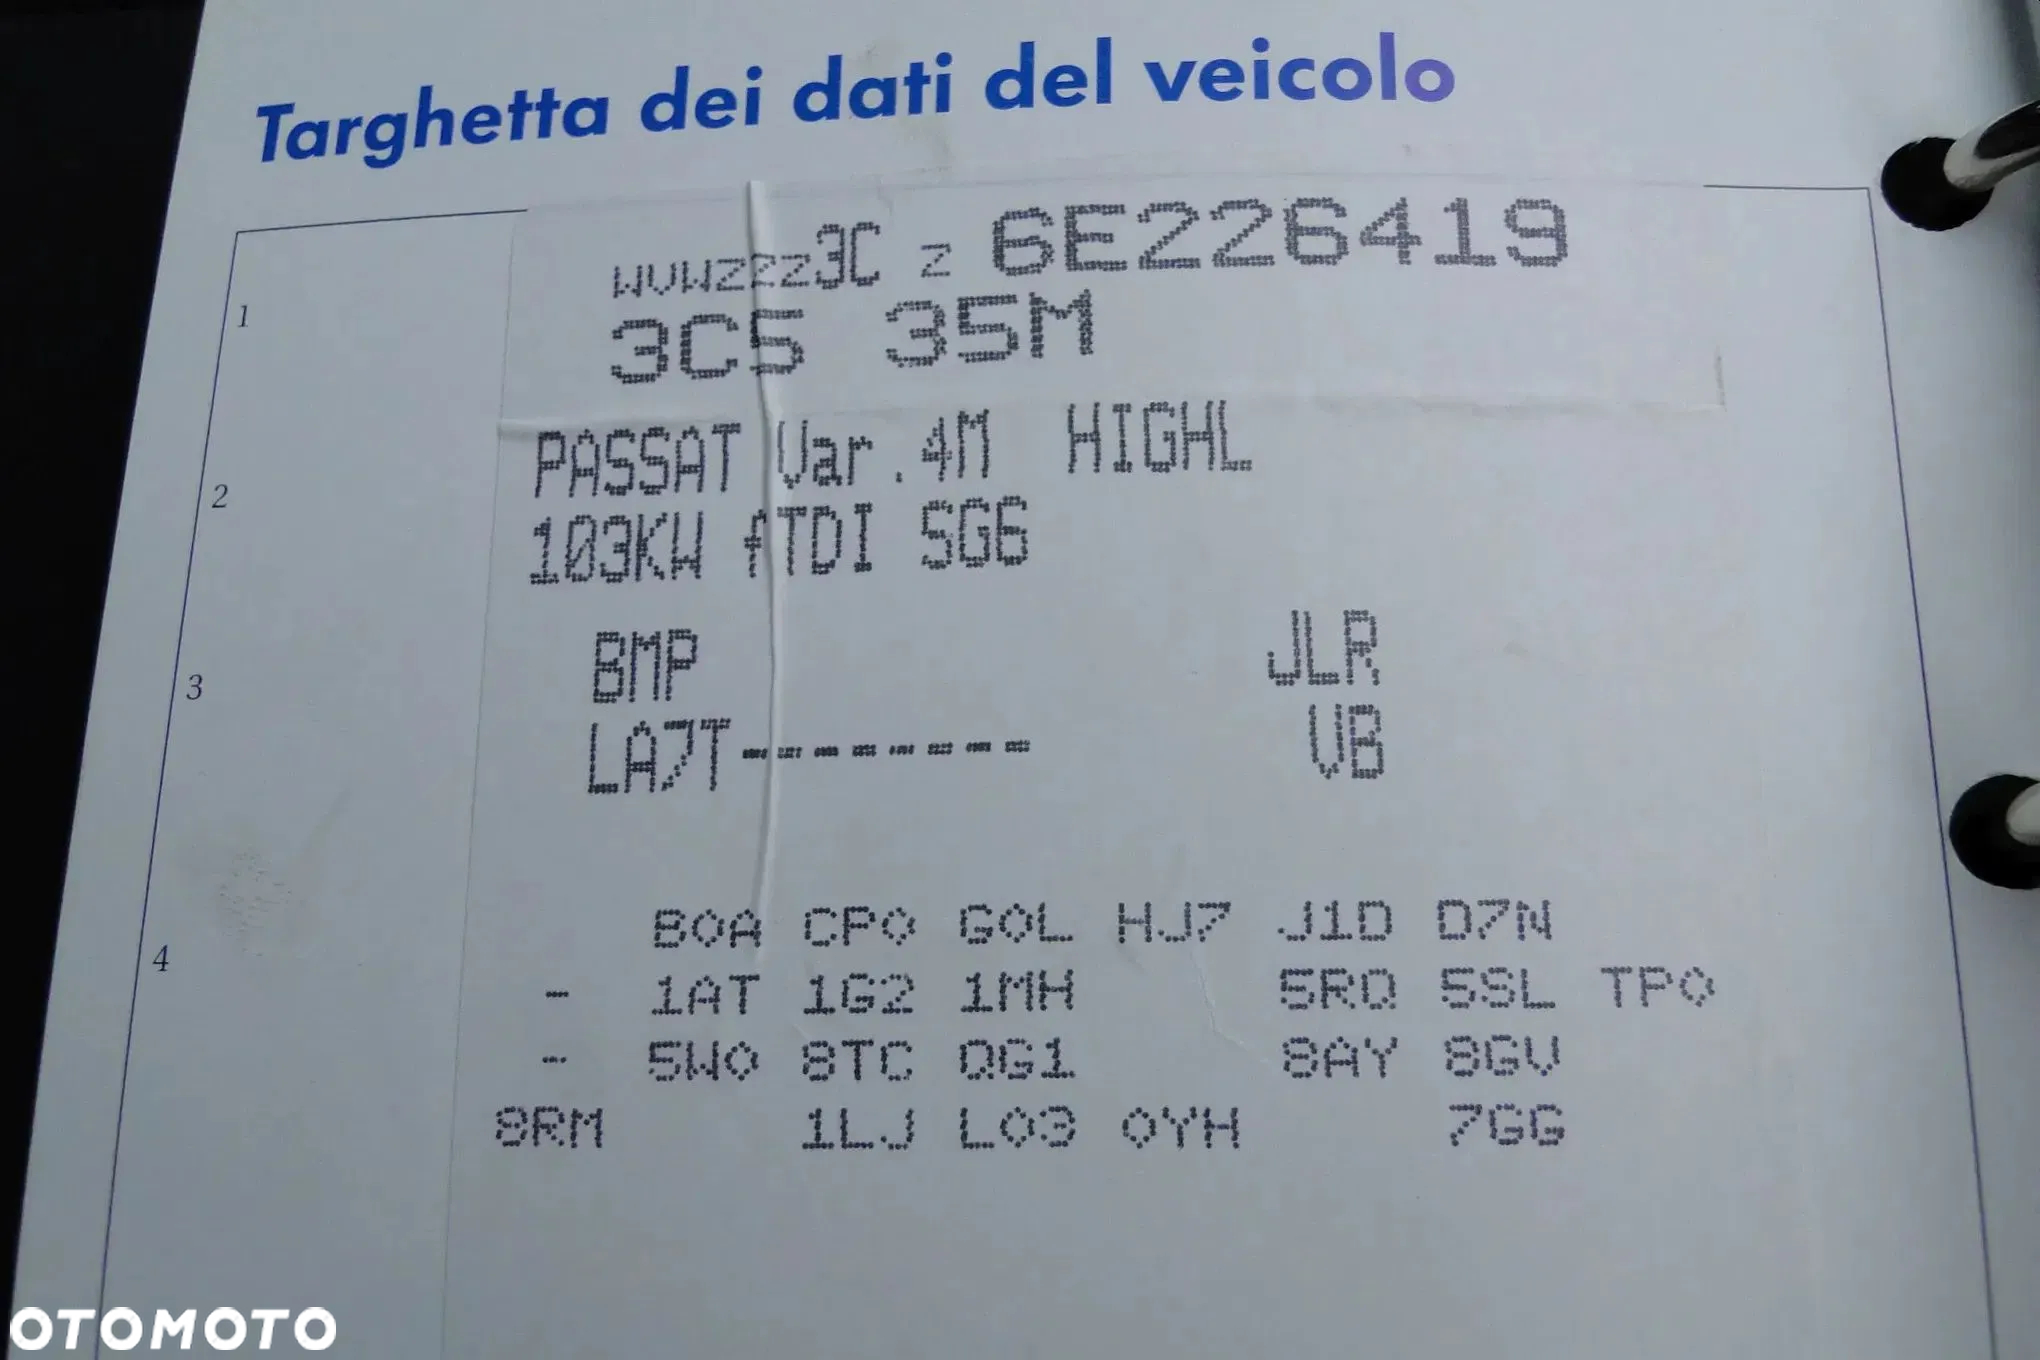 Targhetta dei dati del veicolo
1
WVWZZZ3C Z 6E226419
3C5 35M
PASSAT Var.4M HIGHL
2
103KW TDI 5G6
BMP JLR
3
LA7T-------- VB
B0A CP0 G0L HJ7 J1D D7N
4
- 1AT 1G2 1MH 5RQ 5SL TP0
- 5W0 8TC QG1 8AY 8GV
8RM 1LJ L03 0YH 7GG
OTOMOTO